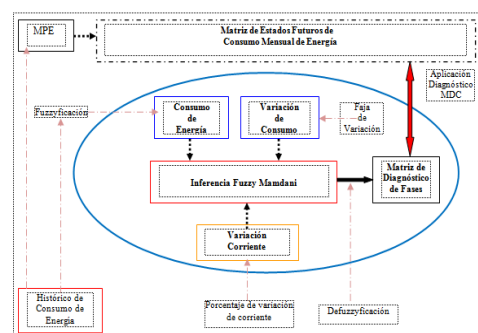 MPE
Matriz de Estados Futuros de
Consumo Mensual de Energía
Aplicación
Diagnóstico
MDC
Fuzzyficación
Consumo
de
Energía
Variación
de
Consumo
Faja
de
Variación
Inferencia Fuzzy Mamdani
Matriz de
Diagnóstico
de Fases
Variación
Corriente
Histórico de
Consumo de
Energía
Porcentaje de variación
de corriente
Defuzzyficación